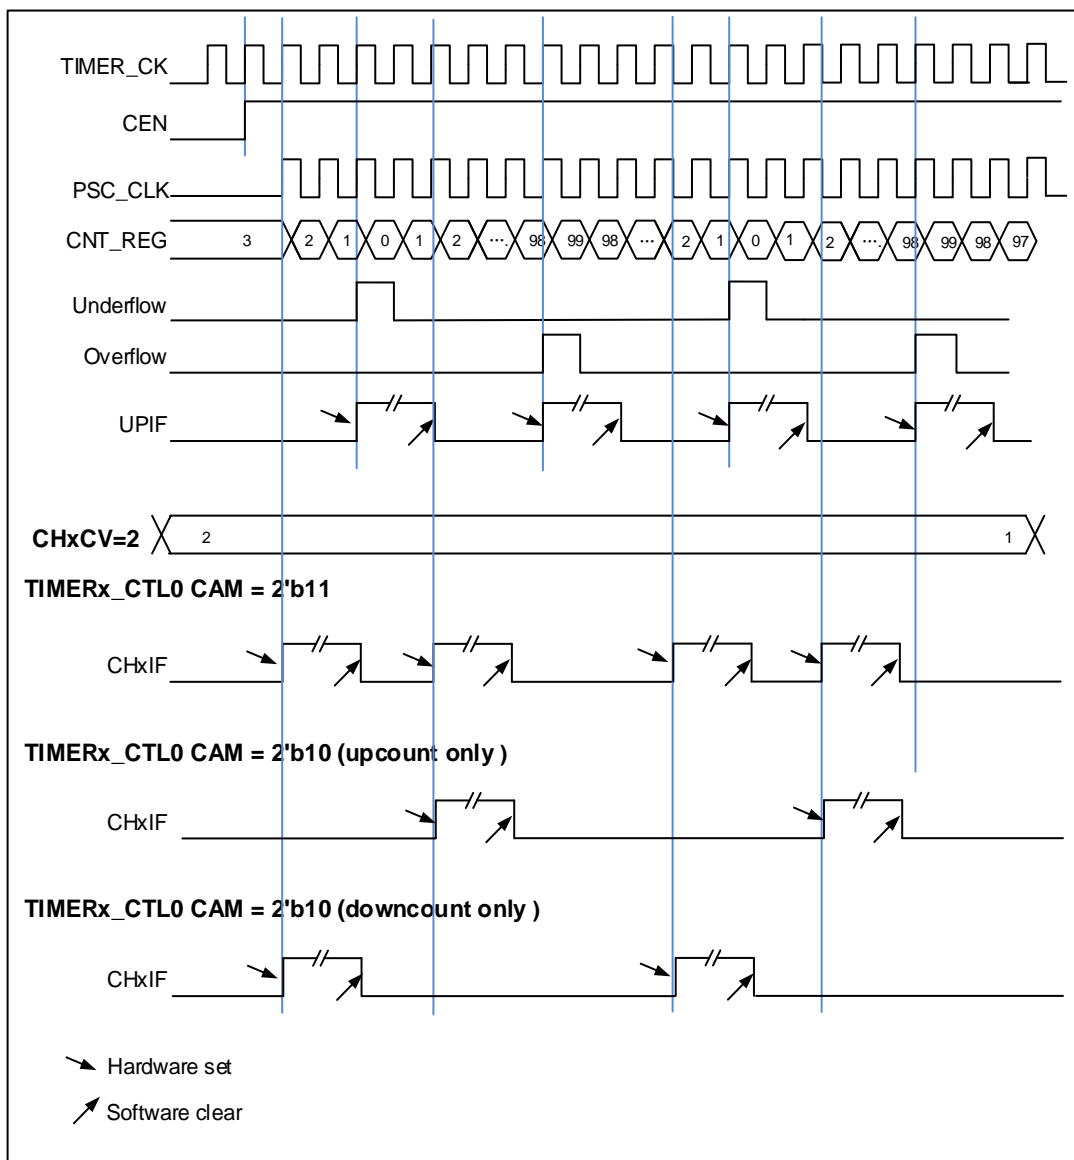 TIMER_CK
CEN
PSC_CLK
CNT_REG 3 2 1 0 1 2 .... 98 99 98 ... 2 1 0 1 2 .... 98 99 98 97
Underflow
Overflow
UPIF
CHxCV=2 2 1
TIMERx_CTL0 CAM = 2'b11
CHxIF
TIMERx_CTL0 CAM = 2'b10 (upcount only )
CHxIF
TIMERx_CTL0 CAM = 2'b10 (downcount only )
CHxIF
Hardware set
Software clear